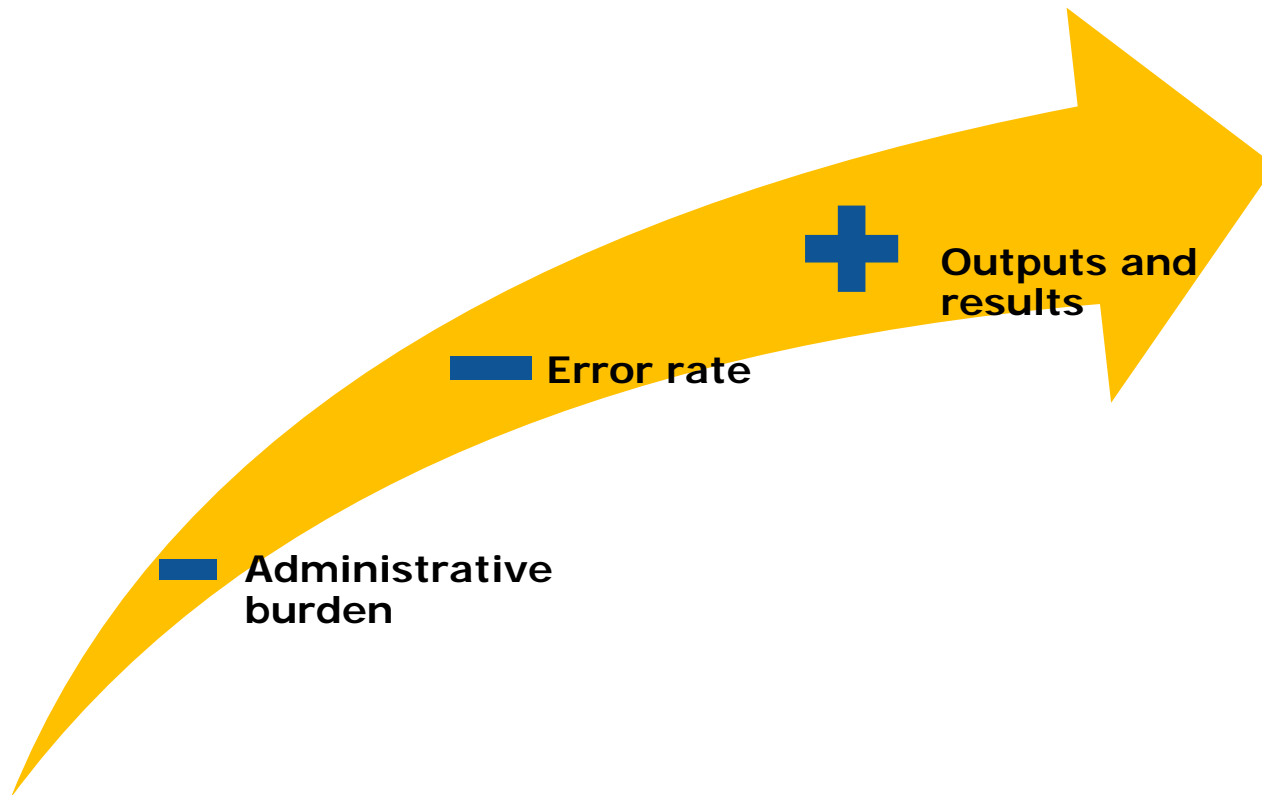 Outputs and
results
Error rate
Administrative
burden